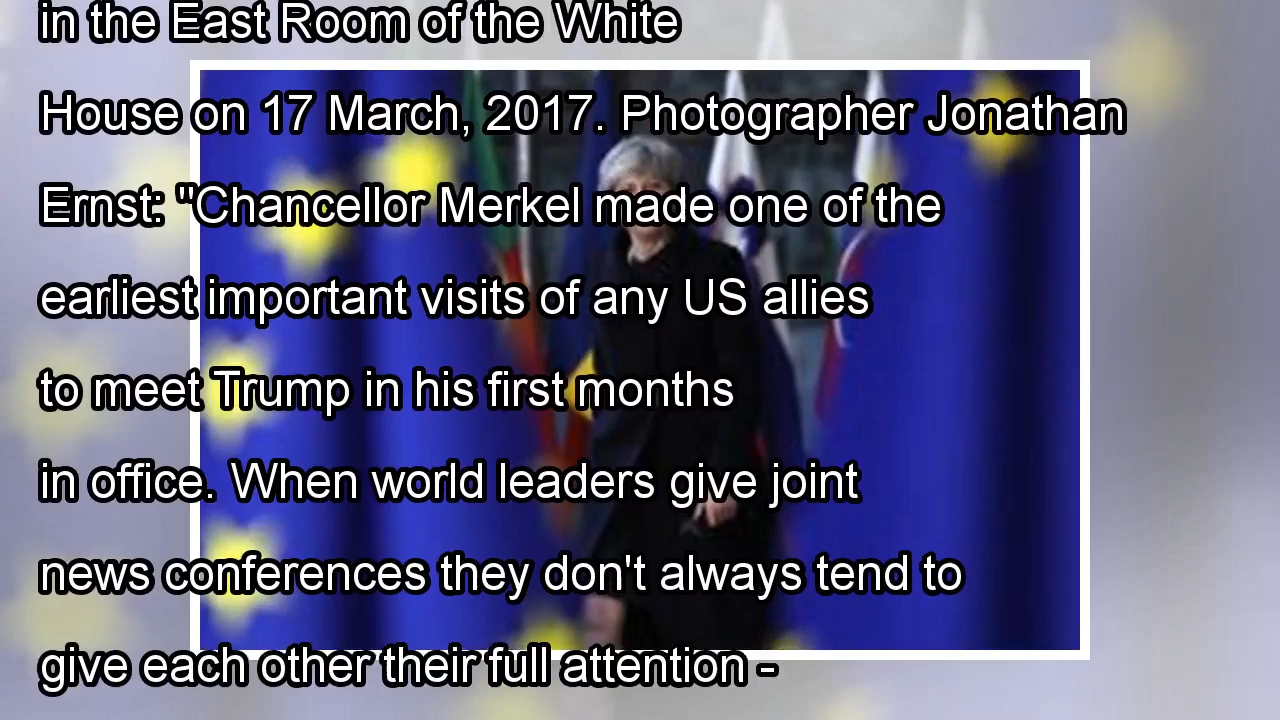 in the East Room of the White
House on 17 March, 2017. Photographer Jonathan
Ernst: "Chancellor Merkel made one of the
earliest important visits of any US allies
to meet Trump in his first months
in office. When world leaders give joint
news conferences they don't always tend to
give each other their full attention -